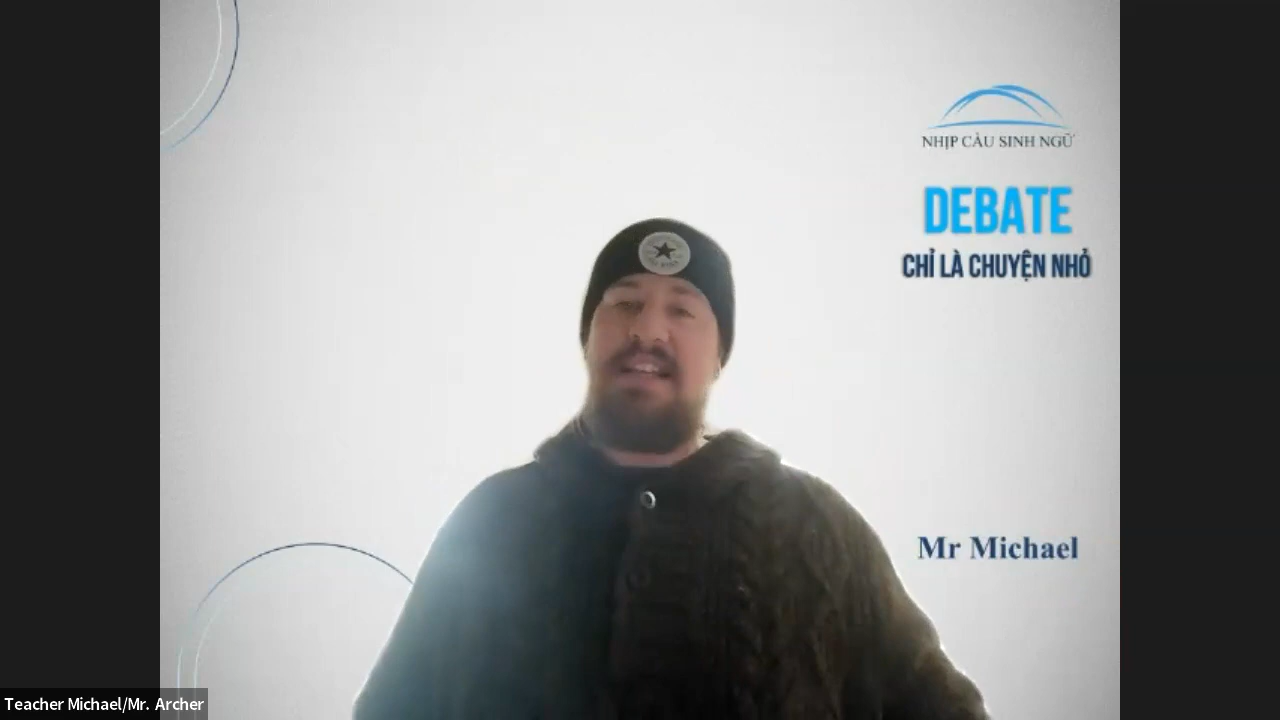 NHỊP CẦU SINH NGỮ
DEBATE
CHỈ LÀ CHUYỆN NHỎ
Mr Michael
Teacher Michael/Mr. Archer